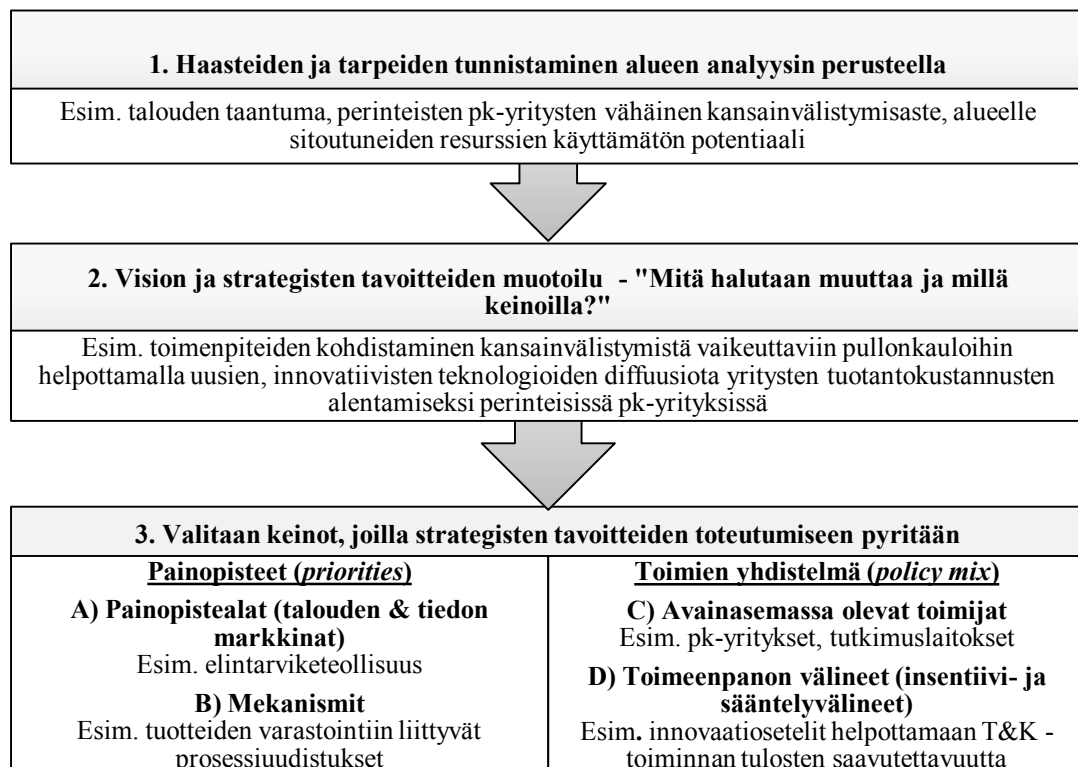 1. Haasteiden ja tarpeiden tunnistaminen alueen analyysin perusteella
Esim. talouden taantuma, perinteisten pk-yritysten vähäinen kansainvälistymisaste, alueelle
sitoutuneiden resurssien käyttämätön potentiaali
2. Vision ja strategisten tavoitteiden muotoilu - "Mitä halutaan muuttaa ja millä
keinoilla?"
Esim. toimenpiteiden kohdistaminen kansainvälistymistä vaikeuttaviin pullonkauloihin
helpottamalla uusien, innovatiivisten teknologioiden diffuusiota yritysten tuotantokustannusten
alentamiseksi perinteisissä pk-yrityksissä
3. Valitaan keinot, joilla strategisten tavoitteiden toteutumiseen pyritään
Painopisteet (priorities)
A) Painopistealat (talouden & tiedon
markkinat)
Esim. elintarviketeollisuus
B) Mekanismit
Esim. tuotteiden varastointiin liittyvät
prosessiuudistukset
Toimien yhdistelmä (policy mix)
C) Avainasemassa olevat toimijat
Esim. pk-yritykset, tutkimuslaitokset
D) Toimeenpanon välineet (insentiivi- ja
sääntelyvälineet)
Esim. innovaatiosetelit helpottamaan T&K -
toiminnan tulosten saavutettavuutta